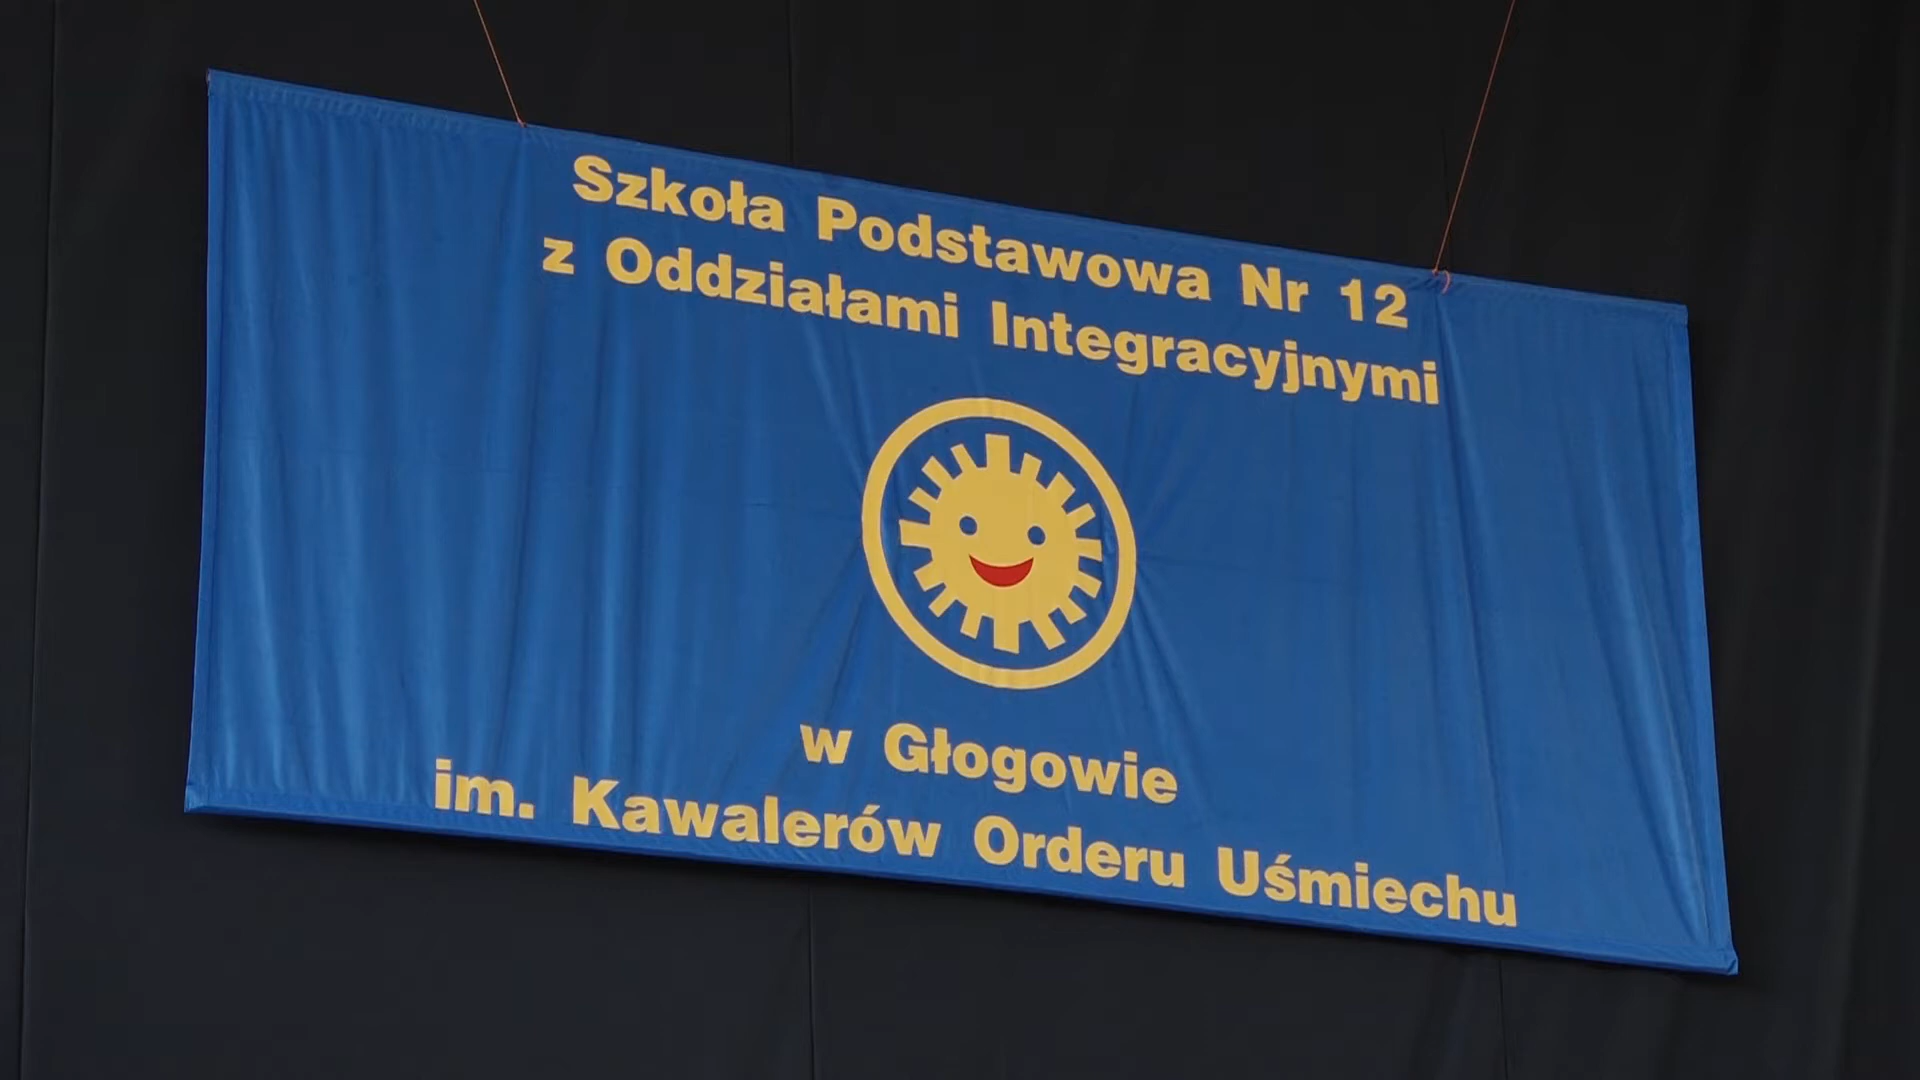 Szkoła Podstawowa Nr 12
z Oddziałami Integracyjnymi
w Głogowie
im. Kawalerów Orderu Uśmiechu